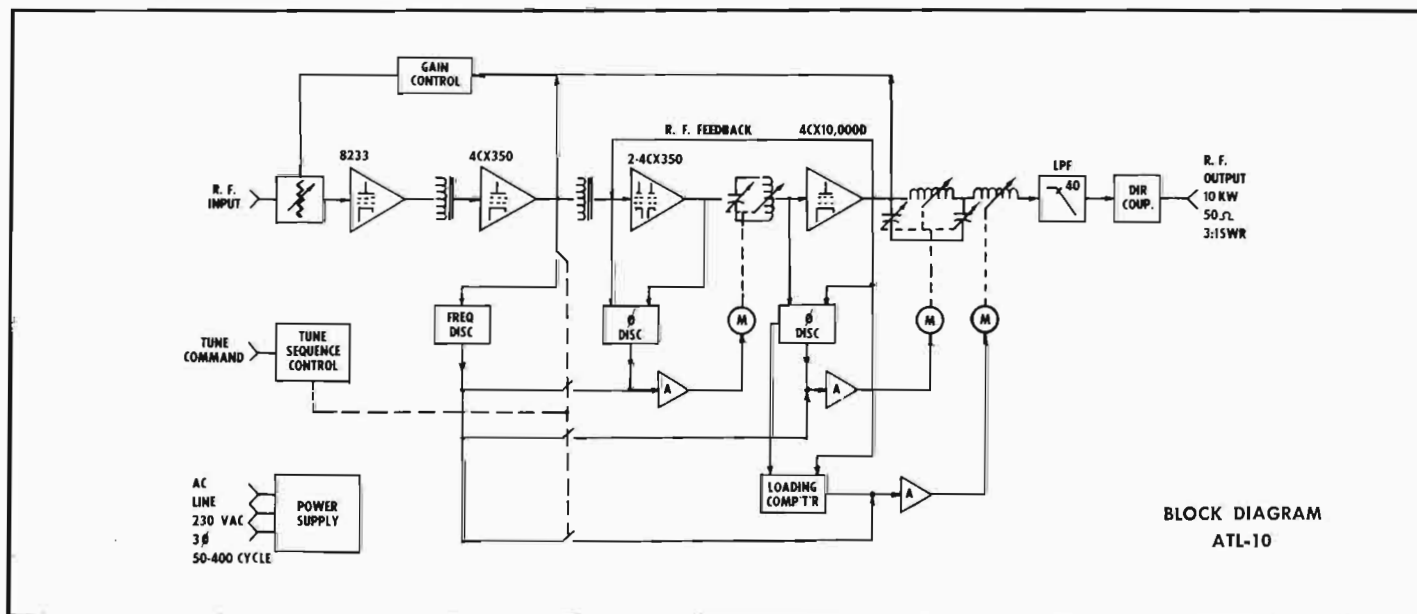 GAIN
CONTROL
R. F. FEEDBACK
4CX10,000D
8233
4CX350
2-4CX350
LPF
40
R. F.
INPUT
DIR
COUP.
R. F.
OUTPUT
10 KW
50Ω
3:1SWR
FREQ
DISC
ø
DISC
M
ø
DISC
M
M
TUNE
COMMAND
TUNE
SEQUENCE
CONTROL
A
A
LOADING
COMP'T'R
A
AC
LINE
230 VAC
3ø
50-400 CYCLE
POWER
SUPPLY
BLOCK DIAGRAM
ATL-10